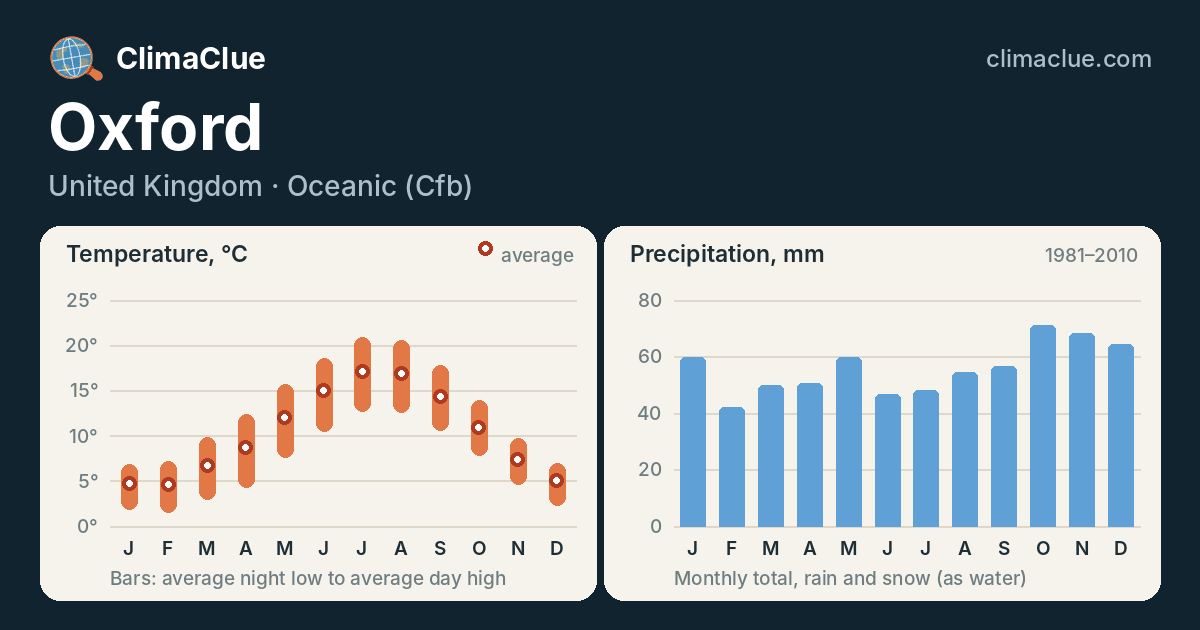 ClimaClue
climaclue.com
Oxford
United Kingdom · Oceanic (Cfb)
Temperature, °C
average
25°
20°
15°
10°
5°
0°
J F M A M J J A S O N D
Bars: average night low to average day high
Precipitation, mm
1981–2010
80
60
40
20
0
J F M A M J J A S O N D
Monthly total, rain and snow (as water)